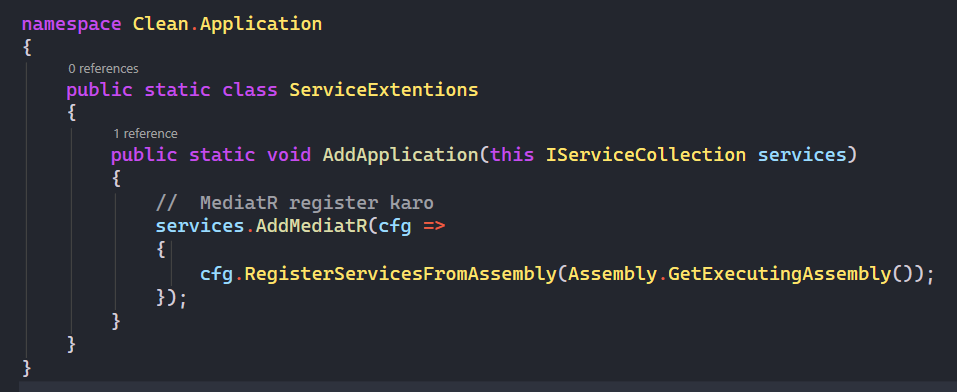 namespace Clean.Application
{
0 references
public static class ServiceExtentions
{
1 reference
public static void AddApplication(this IServiceCollection services)
{
//  MediatR register karo
services.AddMediatR(cfg =>
{
cfg.RegisterServicesFromAssembly(Assembly.GetExecutingAssembly());
});
}
}
}